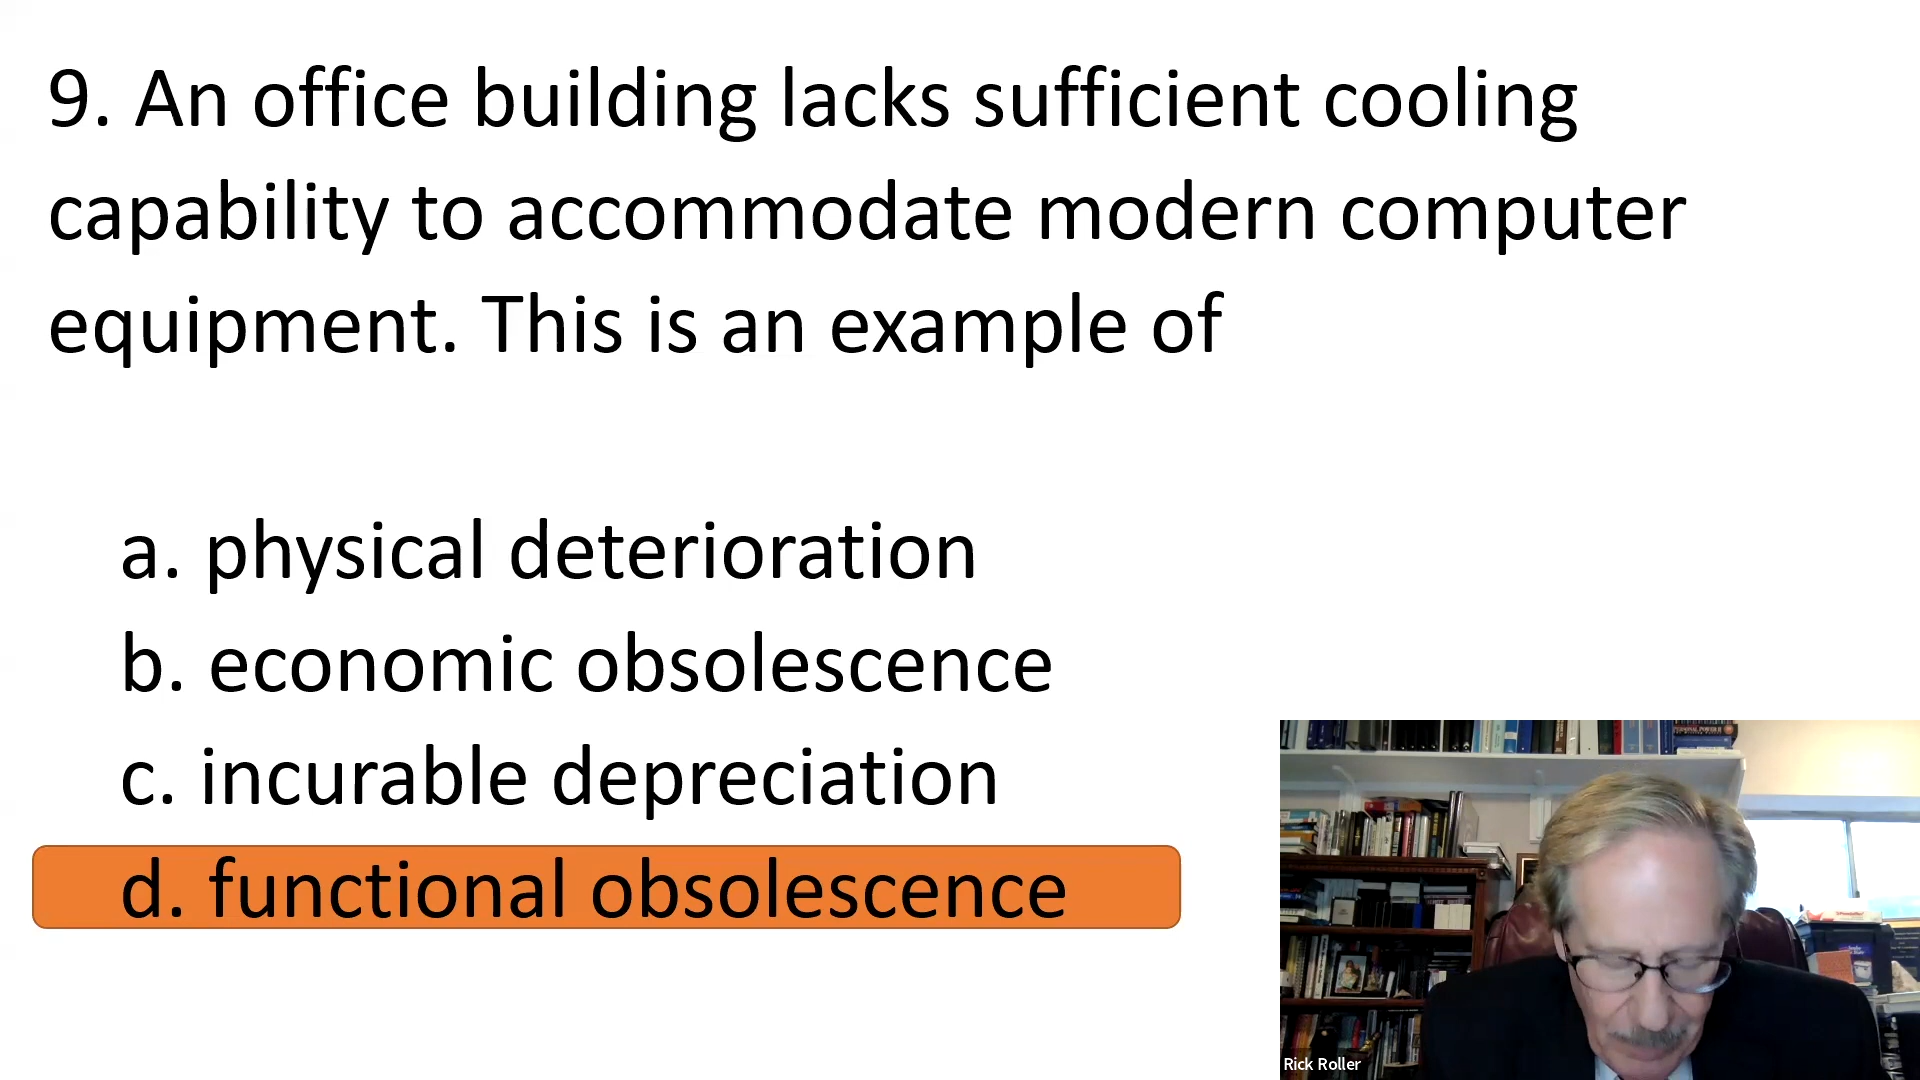 9. An office building lacks sufficient cooling
capability to accommodate modern computer
equipment. This is an example of
a. physical deterioration
b. economic obsolescence
c. incurable depreciation
d. functional obsolescence
Rick Roller